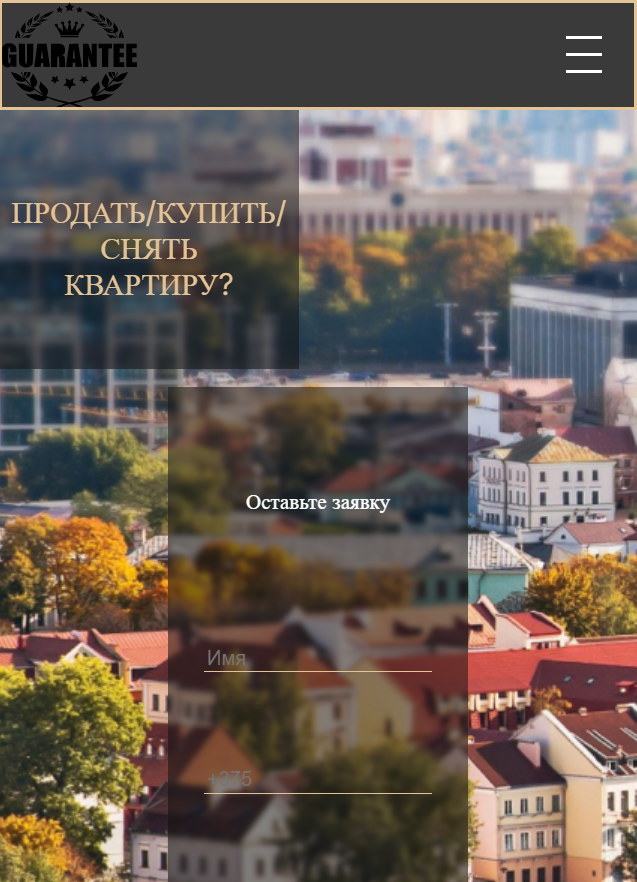 GUARANTEE
ПРОДАТЬ/КУПИТЬ/
СНЯТЬ
КВАРТИРУ?
Оставьте заявку
Имя
+375